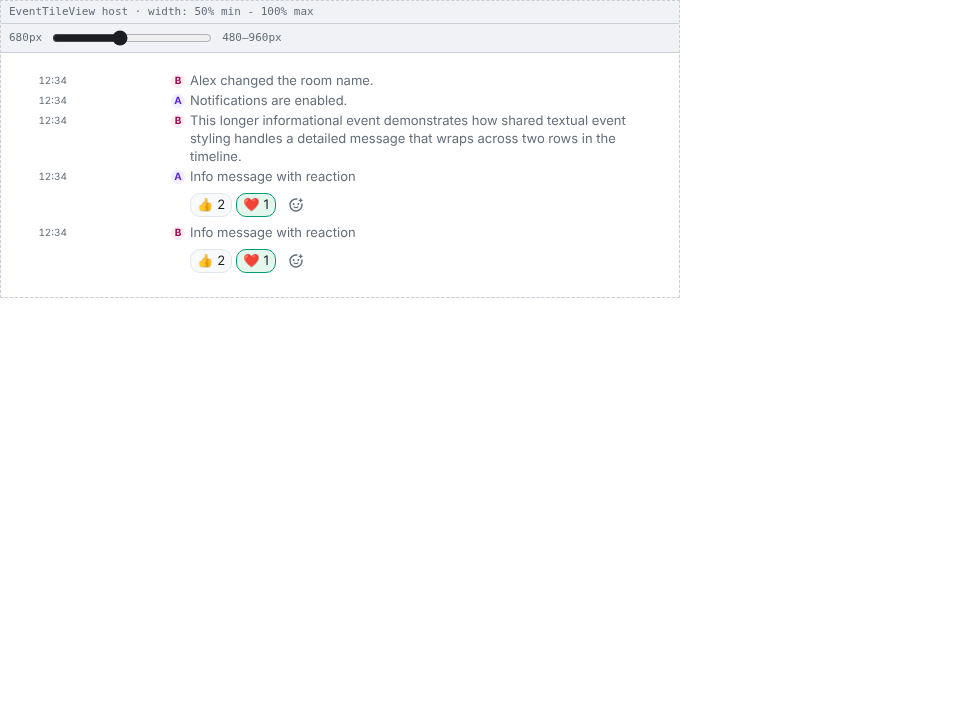 EventTileView host · width: 50% min - 100% max
680px 480–960px
12:34 B Alex changed the room name.
12:34 A Notifications are enabled.
12:34 B This longer informational event demonstrates how shared textual event
styling handles a detailed message that wraps across two rows in the
timeline.
12:34 A Info message with reaction
👍 2 ❤️ 1
12:34 B Info message with reaction
👍 2 ❤️ 1